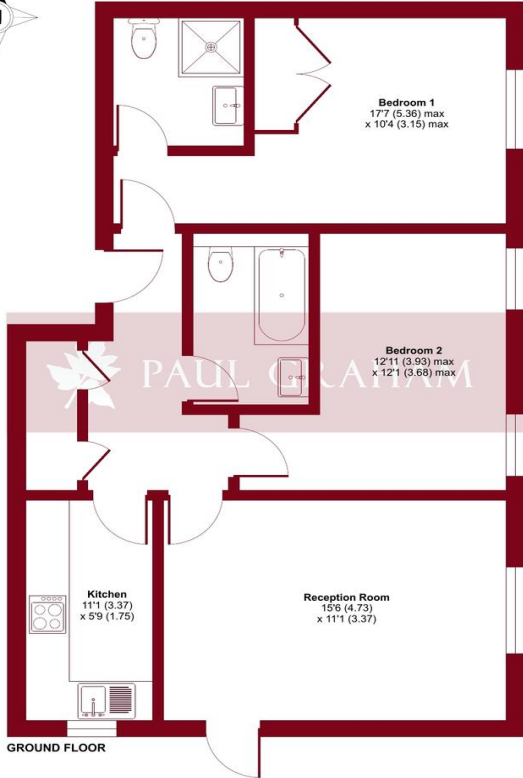 Bedroom 1
17'7 (5.36) max
x 10'4 (3.15) max
Bedroom 2
12'11 (3.93) max
x 12'1 (3.68) max
PAUL GRAHAM
Kitchen
11'1 (3.37)
x 5'9 (1.75)
Reception Room
15'6 (4.73)
x 11'1 (3.37)
GROUND FLOOR